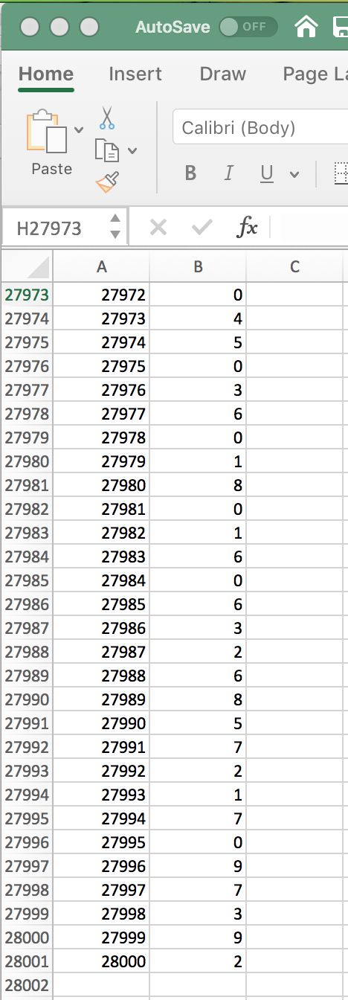 AutoSave OFF
Home Insert Draw Page La
Paste Calibri (Body)
B I U
H27973 fx
A B C
27973 27972 0
27974 27973 4
27975 27974 5
27976 27975 0
27977 27976 3
27978 27977 6
27979 27978 0
27980 27979 1
27981 27980 8
27982 27981 0
27983 27982 1
27984 27983 6
27985 27984 0
27986 27985 6
27987 27986 3
27988 27987 2
27989 27988 6
27990 27989 8
27991 27990 5
27992 27991 7
27993 27992 2
27994 27993 1
27995 27994 7
27996 27995 0
27997 27996 9
27998 27997 7
27999 27998 3
28000 27999 9
28001 28000 2
28002